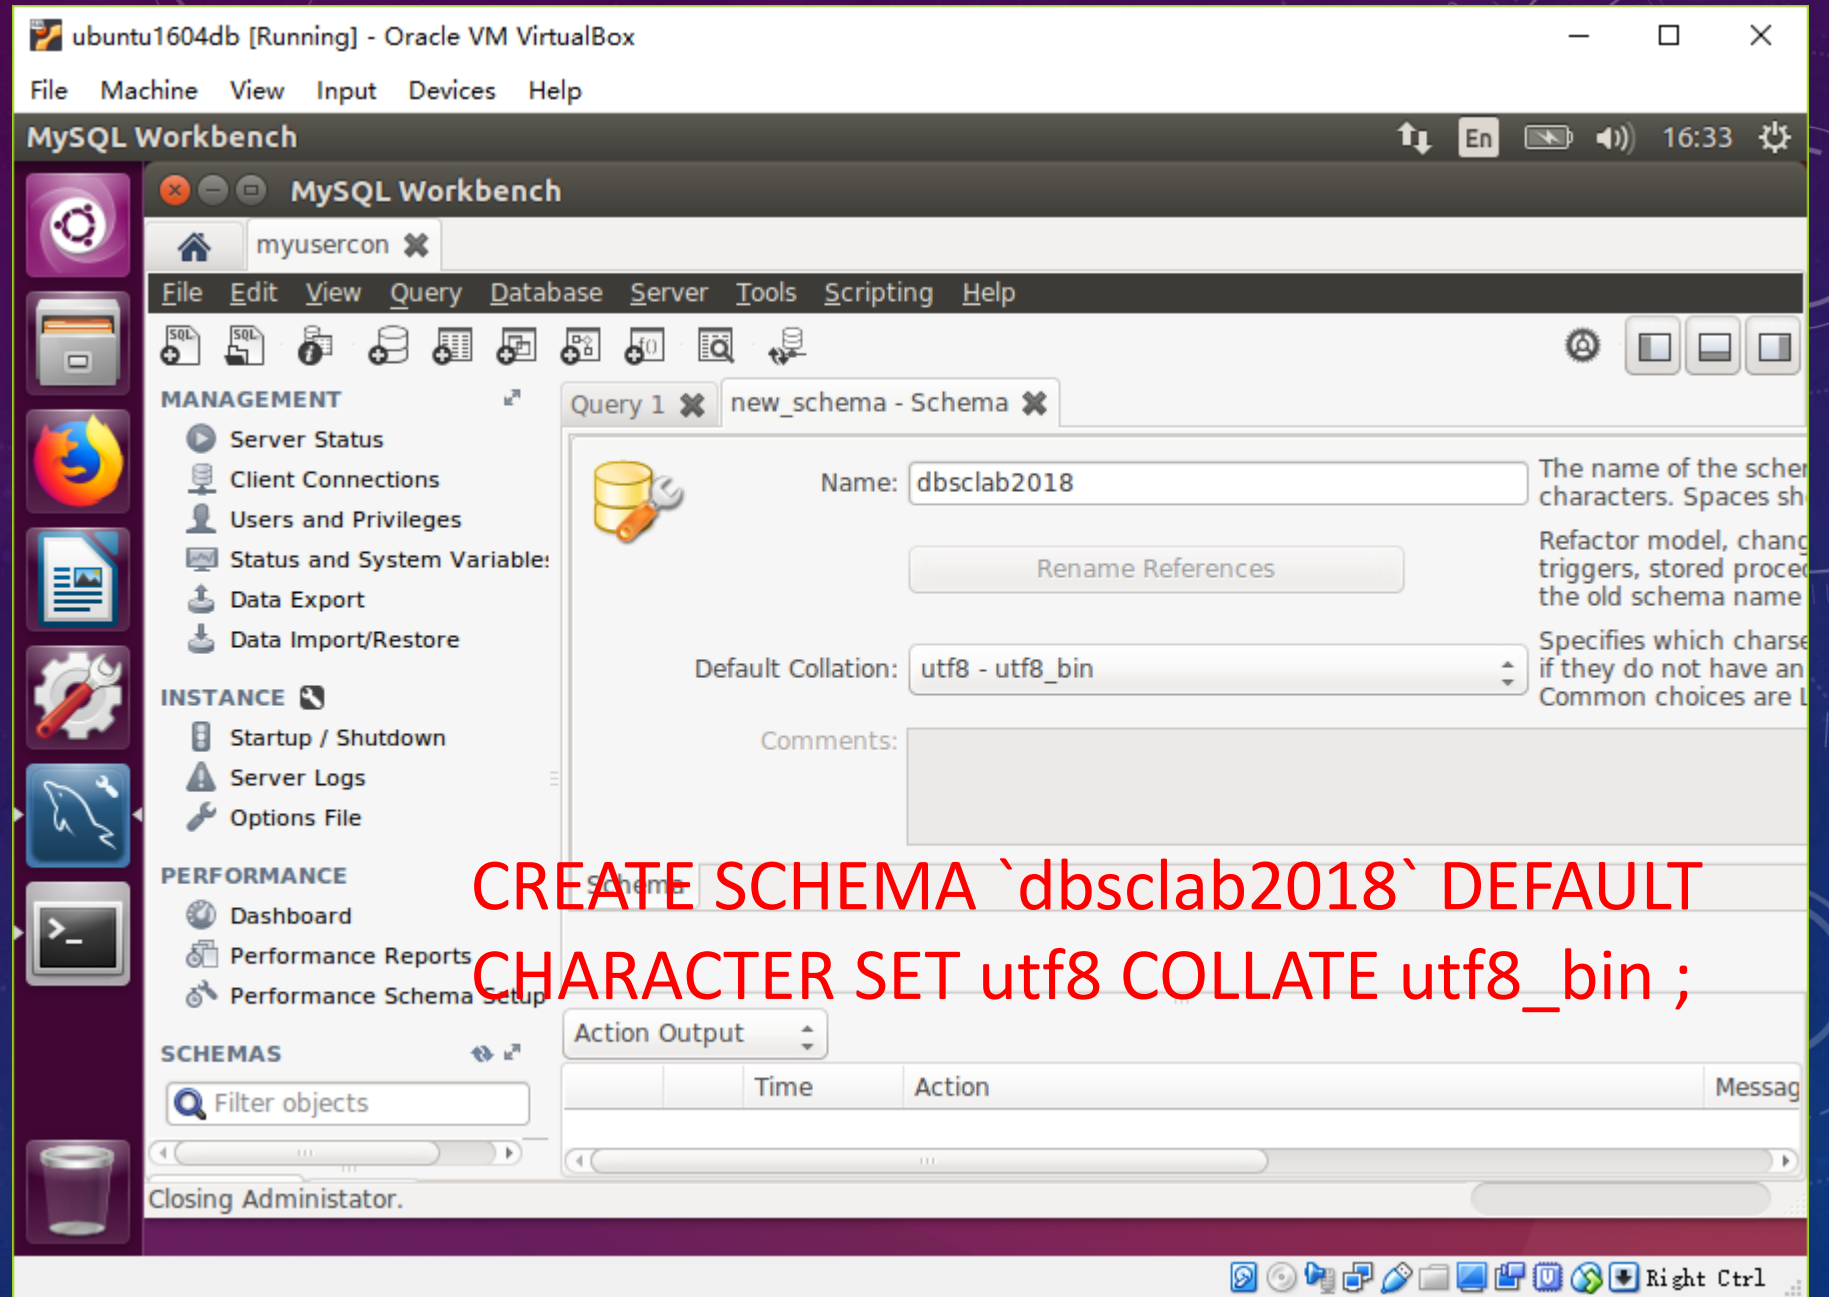 ubuntu1604db [Running] - Oracle VM VirtualBox
File Machine View Input Devices Help
MySQL Workbench
En 16:33
MySQL Workbench
myusercon
File Edit View Query Database Server Tools Scripting Help
SQL SQL f()
MANAGEMENT
Server Status
Client Connections
Users and Privileges
Status and System Variable
Data Export
Data Import/Restore
INSTANCE
Startup / Shutdown
Server Logs
Options File
PERFORMANCE
Dashboard
Performance Reports
Performance Schema Setup
SCHEMAS
Filter objects
Query 1 new_schema - Schema
Name: dbsclab2018
The name of the
characters. Spaces
Rename References
Refactor model,
triggers, stored
the old schema name
Default Collation: utf8 - utf8_bin
Specifies which
if they do not have an
Common choices are
Comments:
Schema
CREATE SCHEMA `dbsclab2018` DEFAULT
CHARACTER SET utf8 COLLATE utf8_bin ;
Action Output
Time Action Messag
Closing Administator.
Right Ctrl